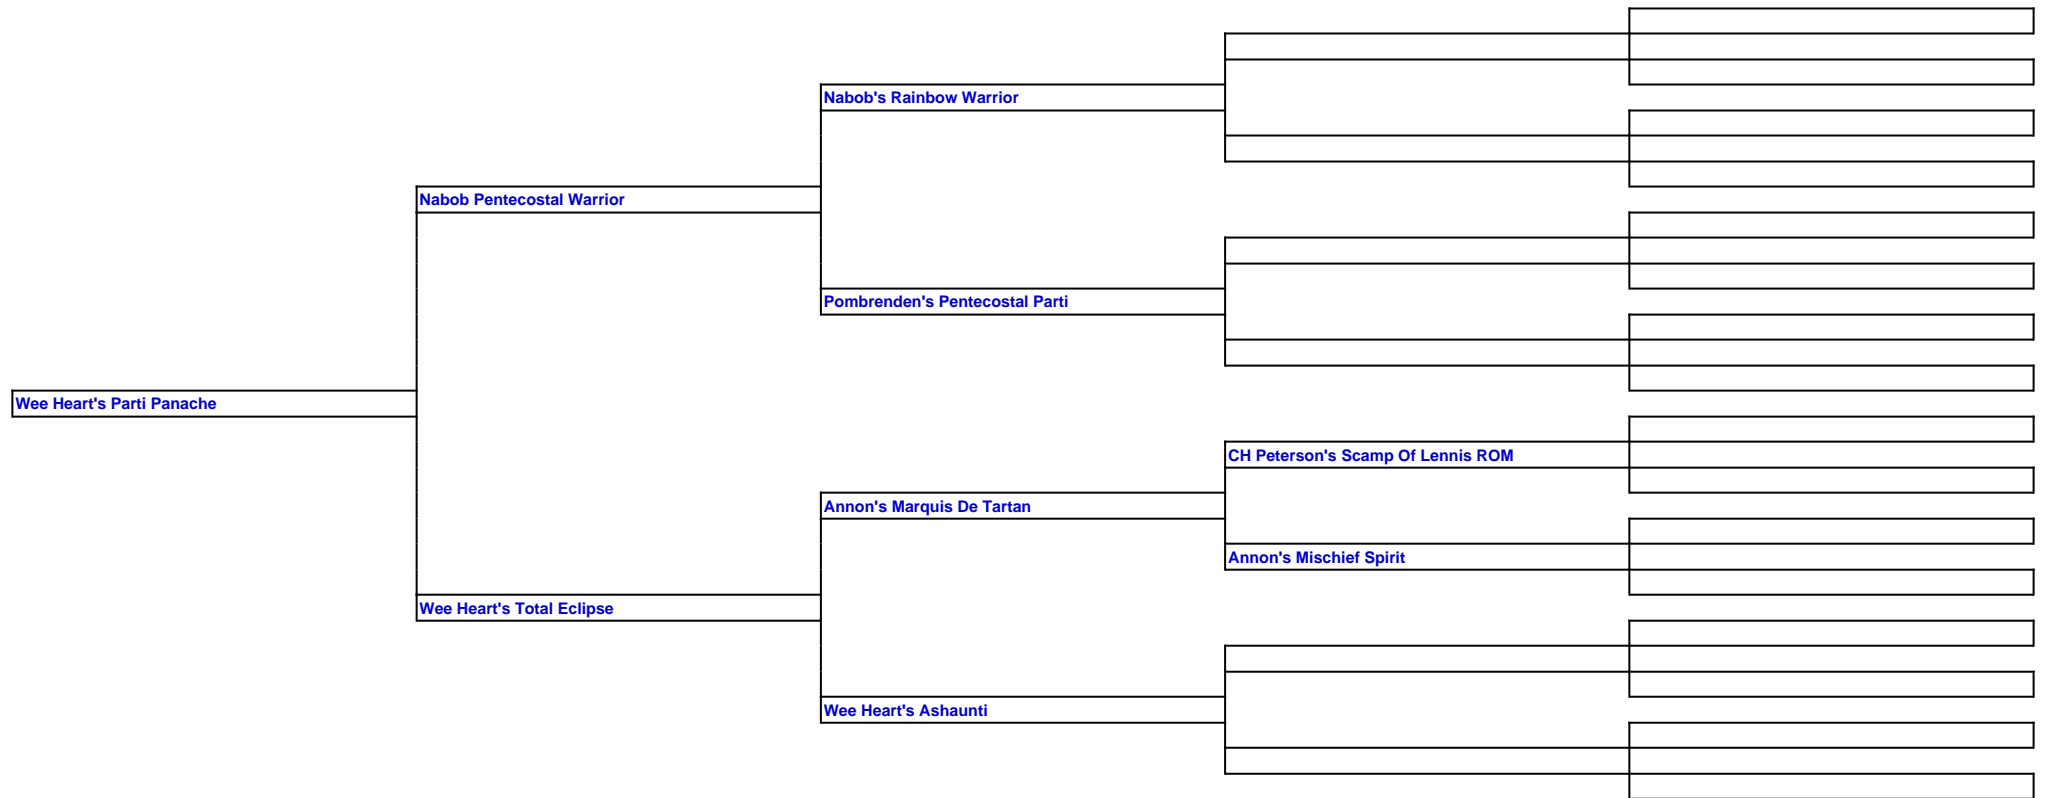 Nabob's Rainbow Warrior
Nabob Pentecostal Warrior
Pombrenden's Pentecostal Parti
Wee Heart's Parti Panache
CH Peterson's Scamp Of Lennis ROM
Annon's Marquis De Tartan
Annon's Mischief Spirit
Wee Heart's Total Eclipse
Wee Heart's Ashaunti